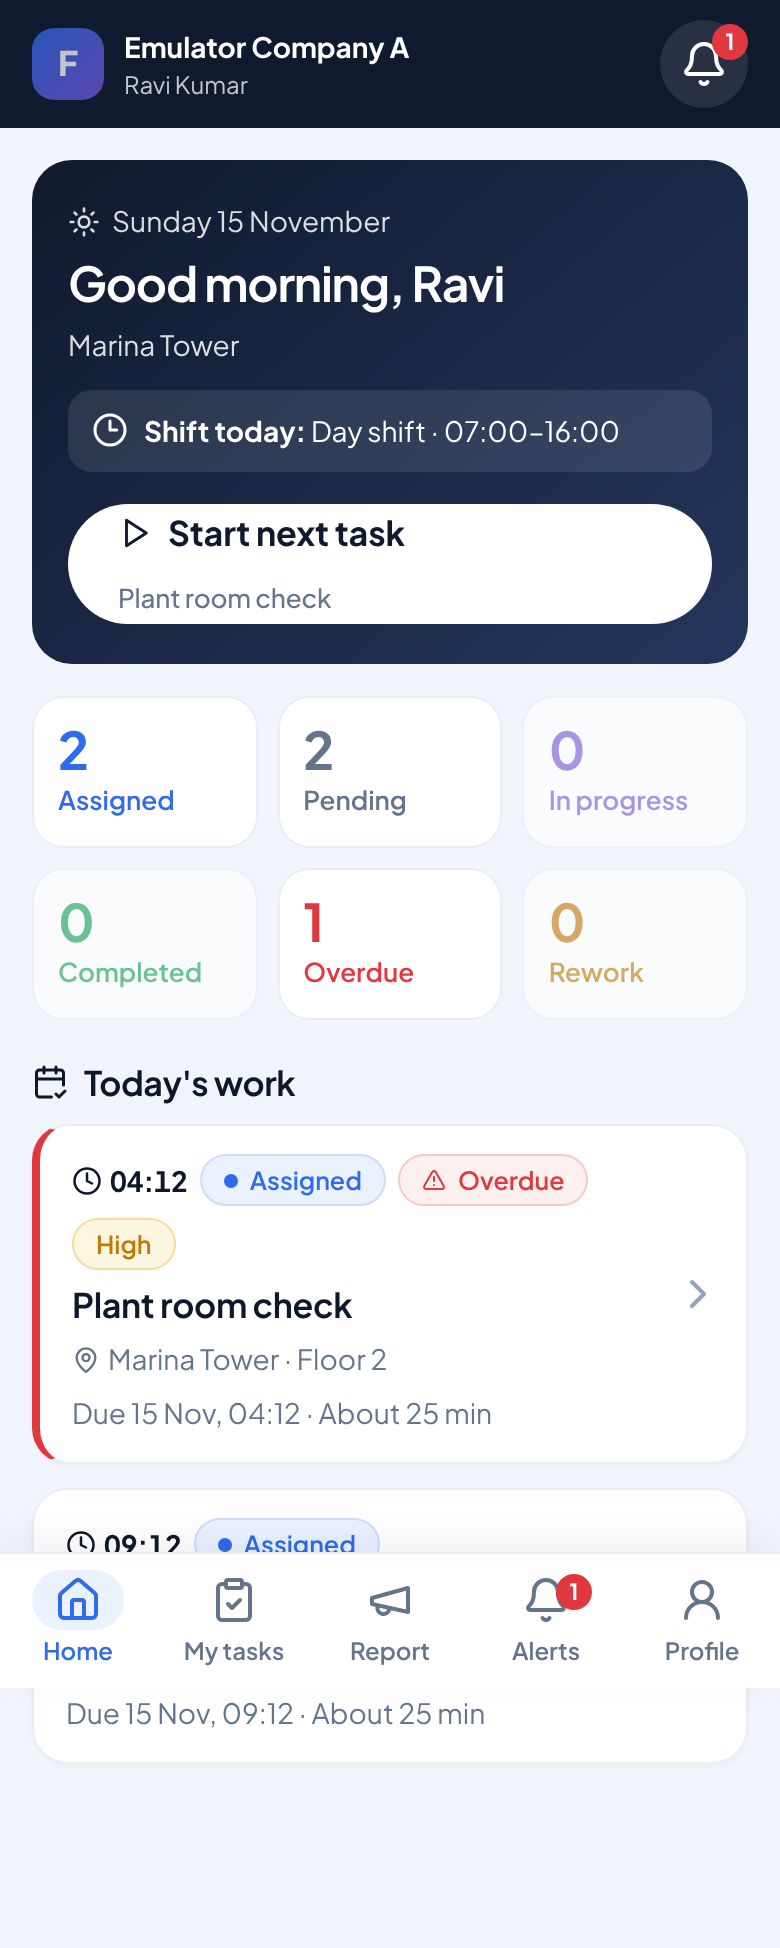 F
Emulator Company A
Ravi Kumar
1
Sunday 15 November
Good morning, Ravi
Marina Tower
Shift today: Day shift · 07:00–16:00
Start next task
Plant room check
2
Assigned
2
Pending
0
In progress
0
Completed
1
Overdue
0
Rework
Today's work
04:12 Assigned Overdue
High
Plant room check
Marina Tower · Floor 2
Due 15 Nov, 04:12 · About 25 min
09:12 Assigned
1
Home My tasks Report Alerts Profile
Due 15 Nov, 09:12 · About 25 min